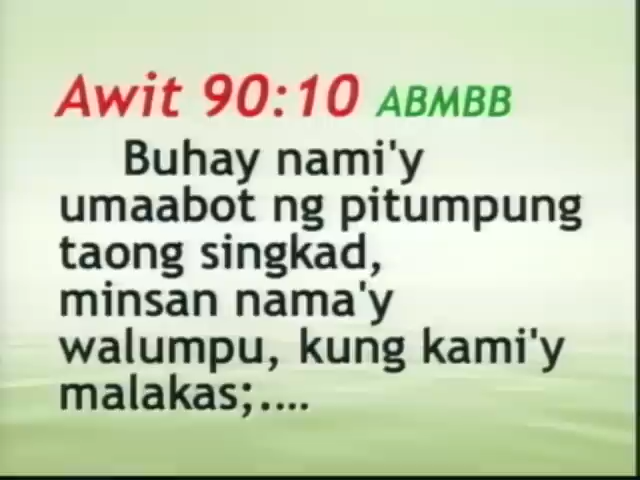 Awit 90:10 ABMBB
Buhay nami'y
umaabot ng pitumpung
taong singkad,
minsan nama'y
walumpu, kung kami'y
malakas;....